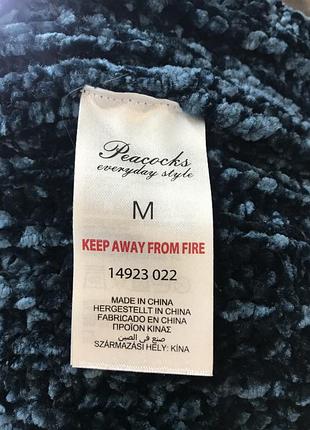 Peacocks
everyday style
M
KEEP AWAY FROM FIRE
14923 022
MADE IN CHINA
HERGESTELLT IN CHINA
FABRICADO EN CHINA
ΠΡΟΪΟΝ ΚΙΝΑΣ
صنع في الصين
SZÁRMAZÁSI HELY: KÍNA